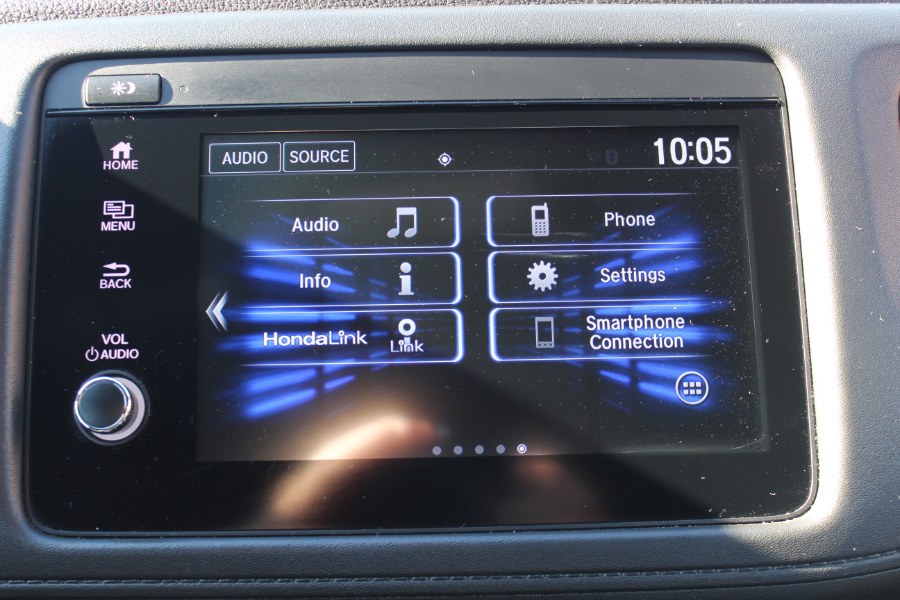 HOME
MENU
BACK
VOL
AUDIO
AUDIO SOURCE
10:05
Audio
Phone
Info
Settings
HondaLink
Link
Smartphone
Connection